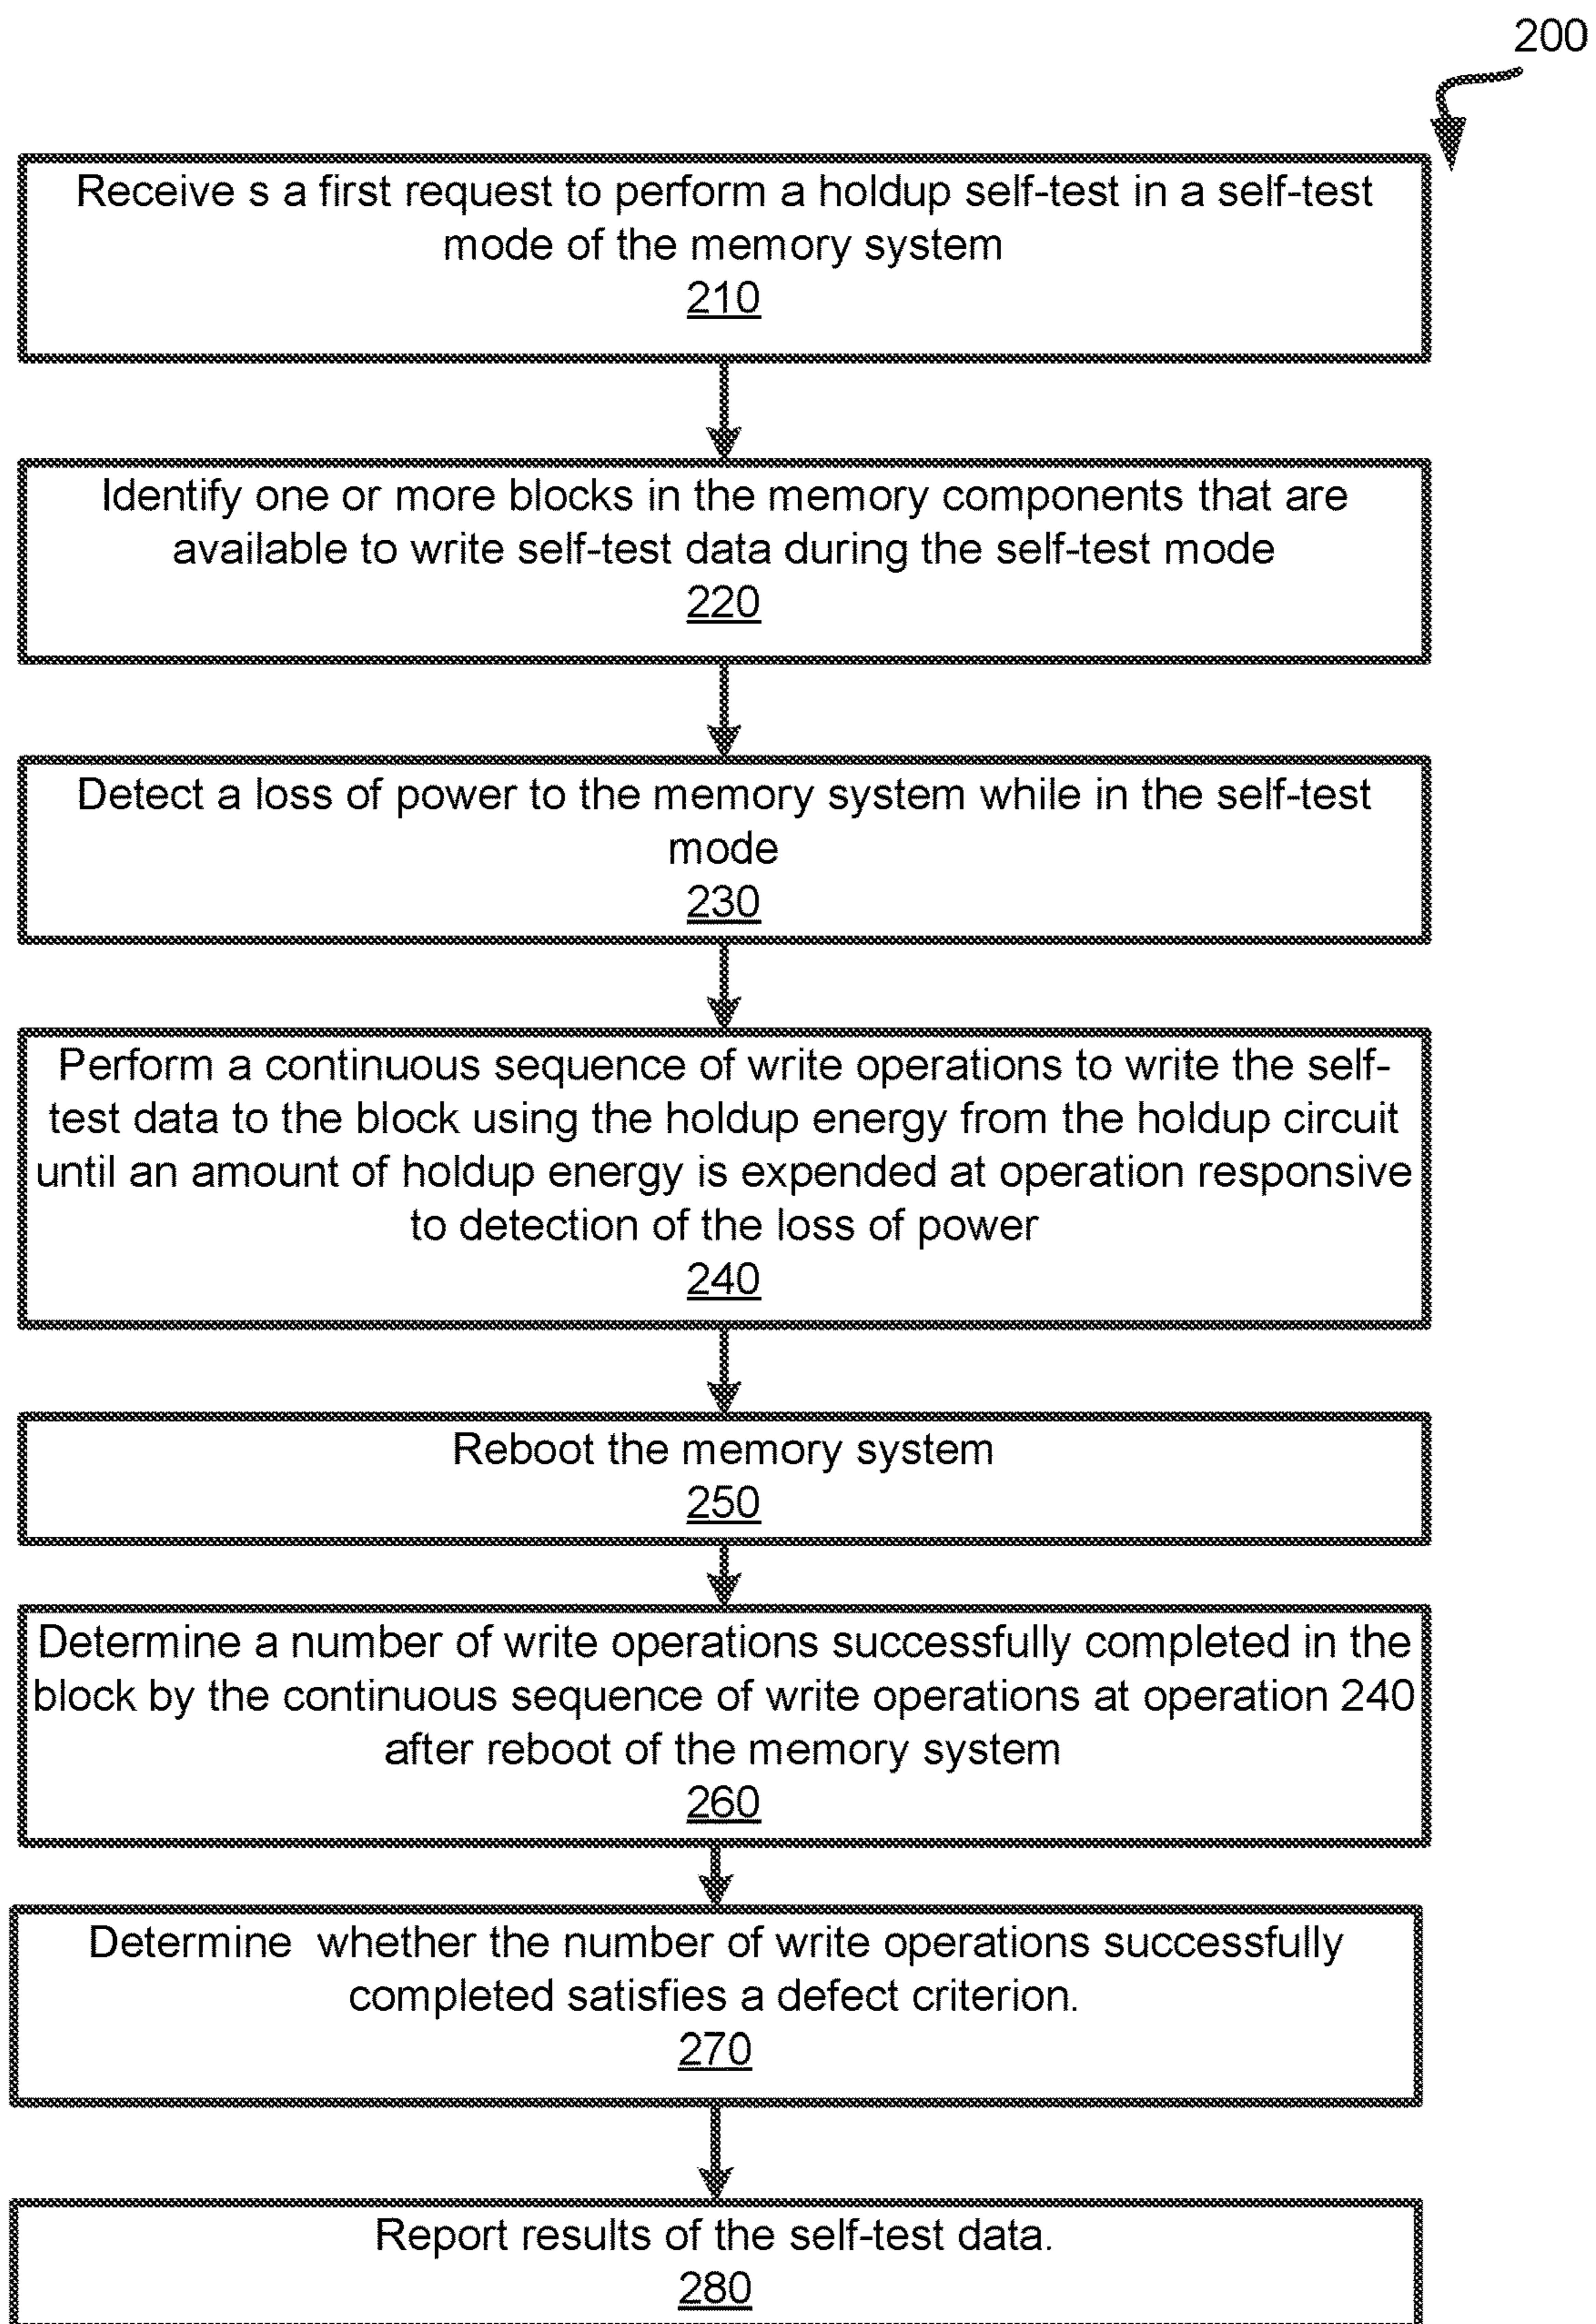 200
Receive s a first request to perform a holdup self-test in a self-test
mode of the memory system
210
Identify one or more blocks in the memory components that are
available to write self-test data during the self-test mode
220
Detect a loss of power to the memory system while in the self-test
mode
230
Perform a continuous sequence of write operations to write the self-
test data to the block using the holdup energy from the holdup circuit
until an amount of holdup energy is expended at operation responsive
to detection of the loss of power
240
Reboot the memory system
250
Determine a number of write operations successfully completed in the
block by the continuous sequence of write operations at operation 240
after reboot of the memory system
260
Determine  whether the number of write operations successfully
completed satisfies a defect criterion.
270
Report results of the self-test data.
280